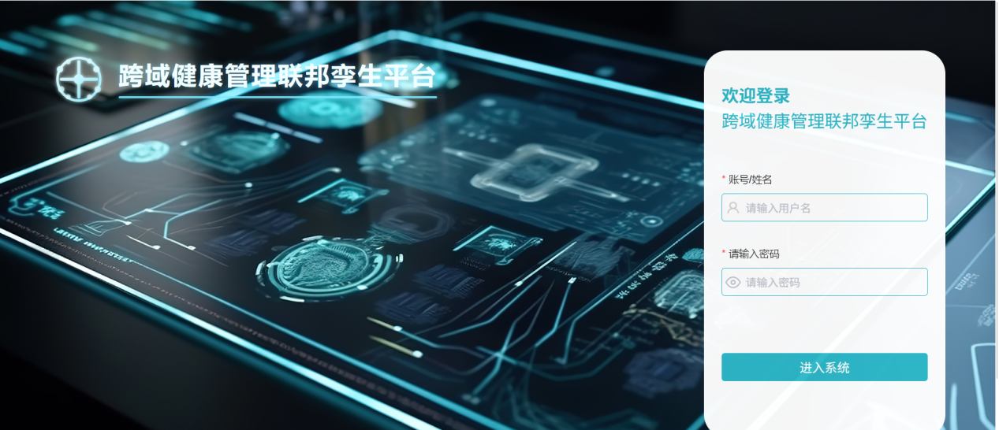 跨域健康管理联邦孪生平台
欢迎登录
跨域健康管理联邦孪生平台
* 账号/姓名
请输入用户名
* 请输入密码
请输入密码
进入系统